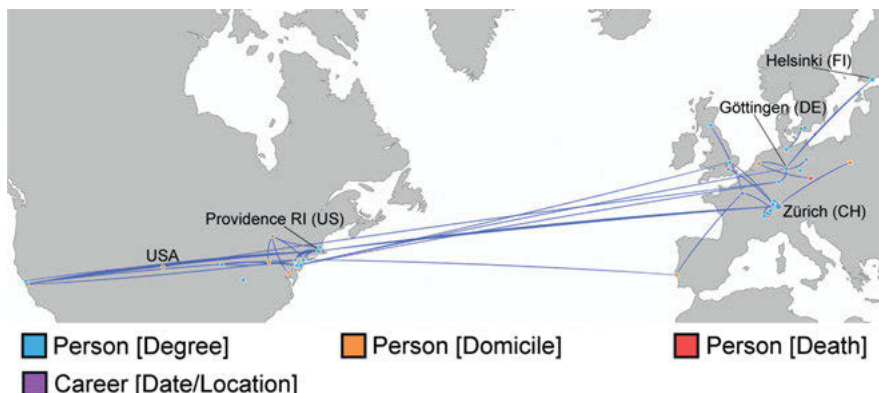 Helsinki (FI)
Göttingen (DE)
Providence RI (US)
Zürich (CH)
USA
Person [Degree]
Person [Domicile]
Person [Death]
Career [Date/Location]